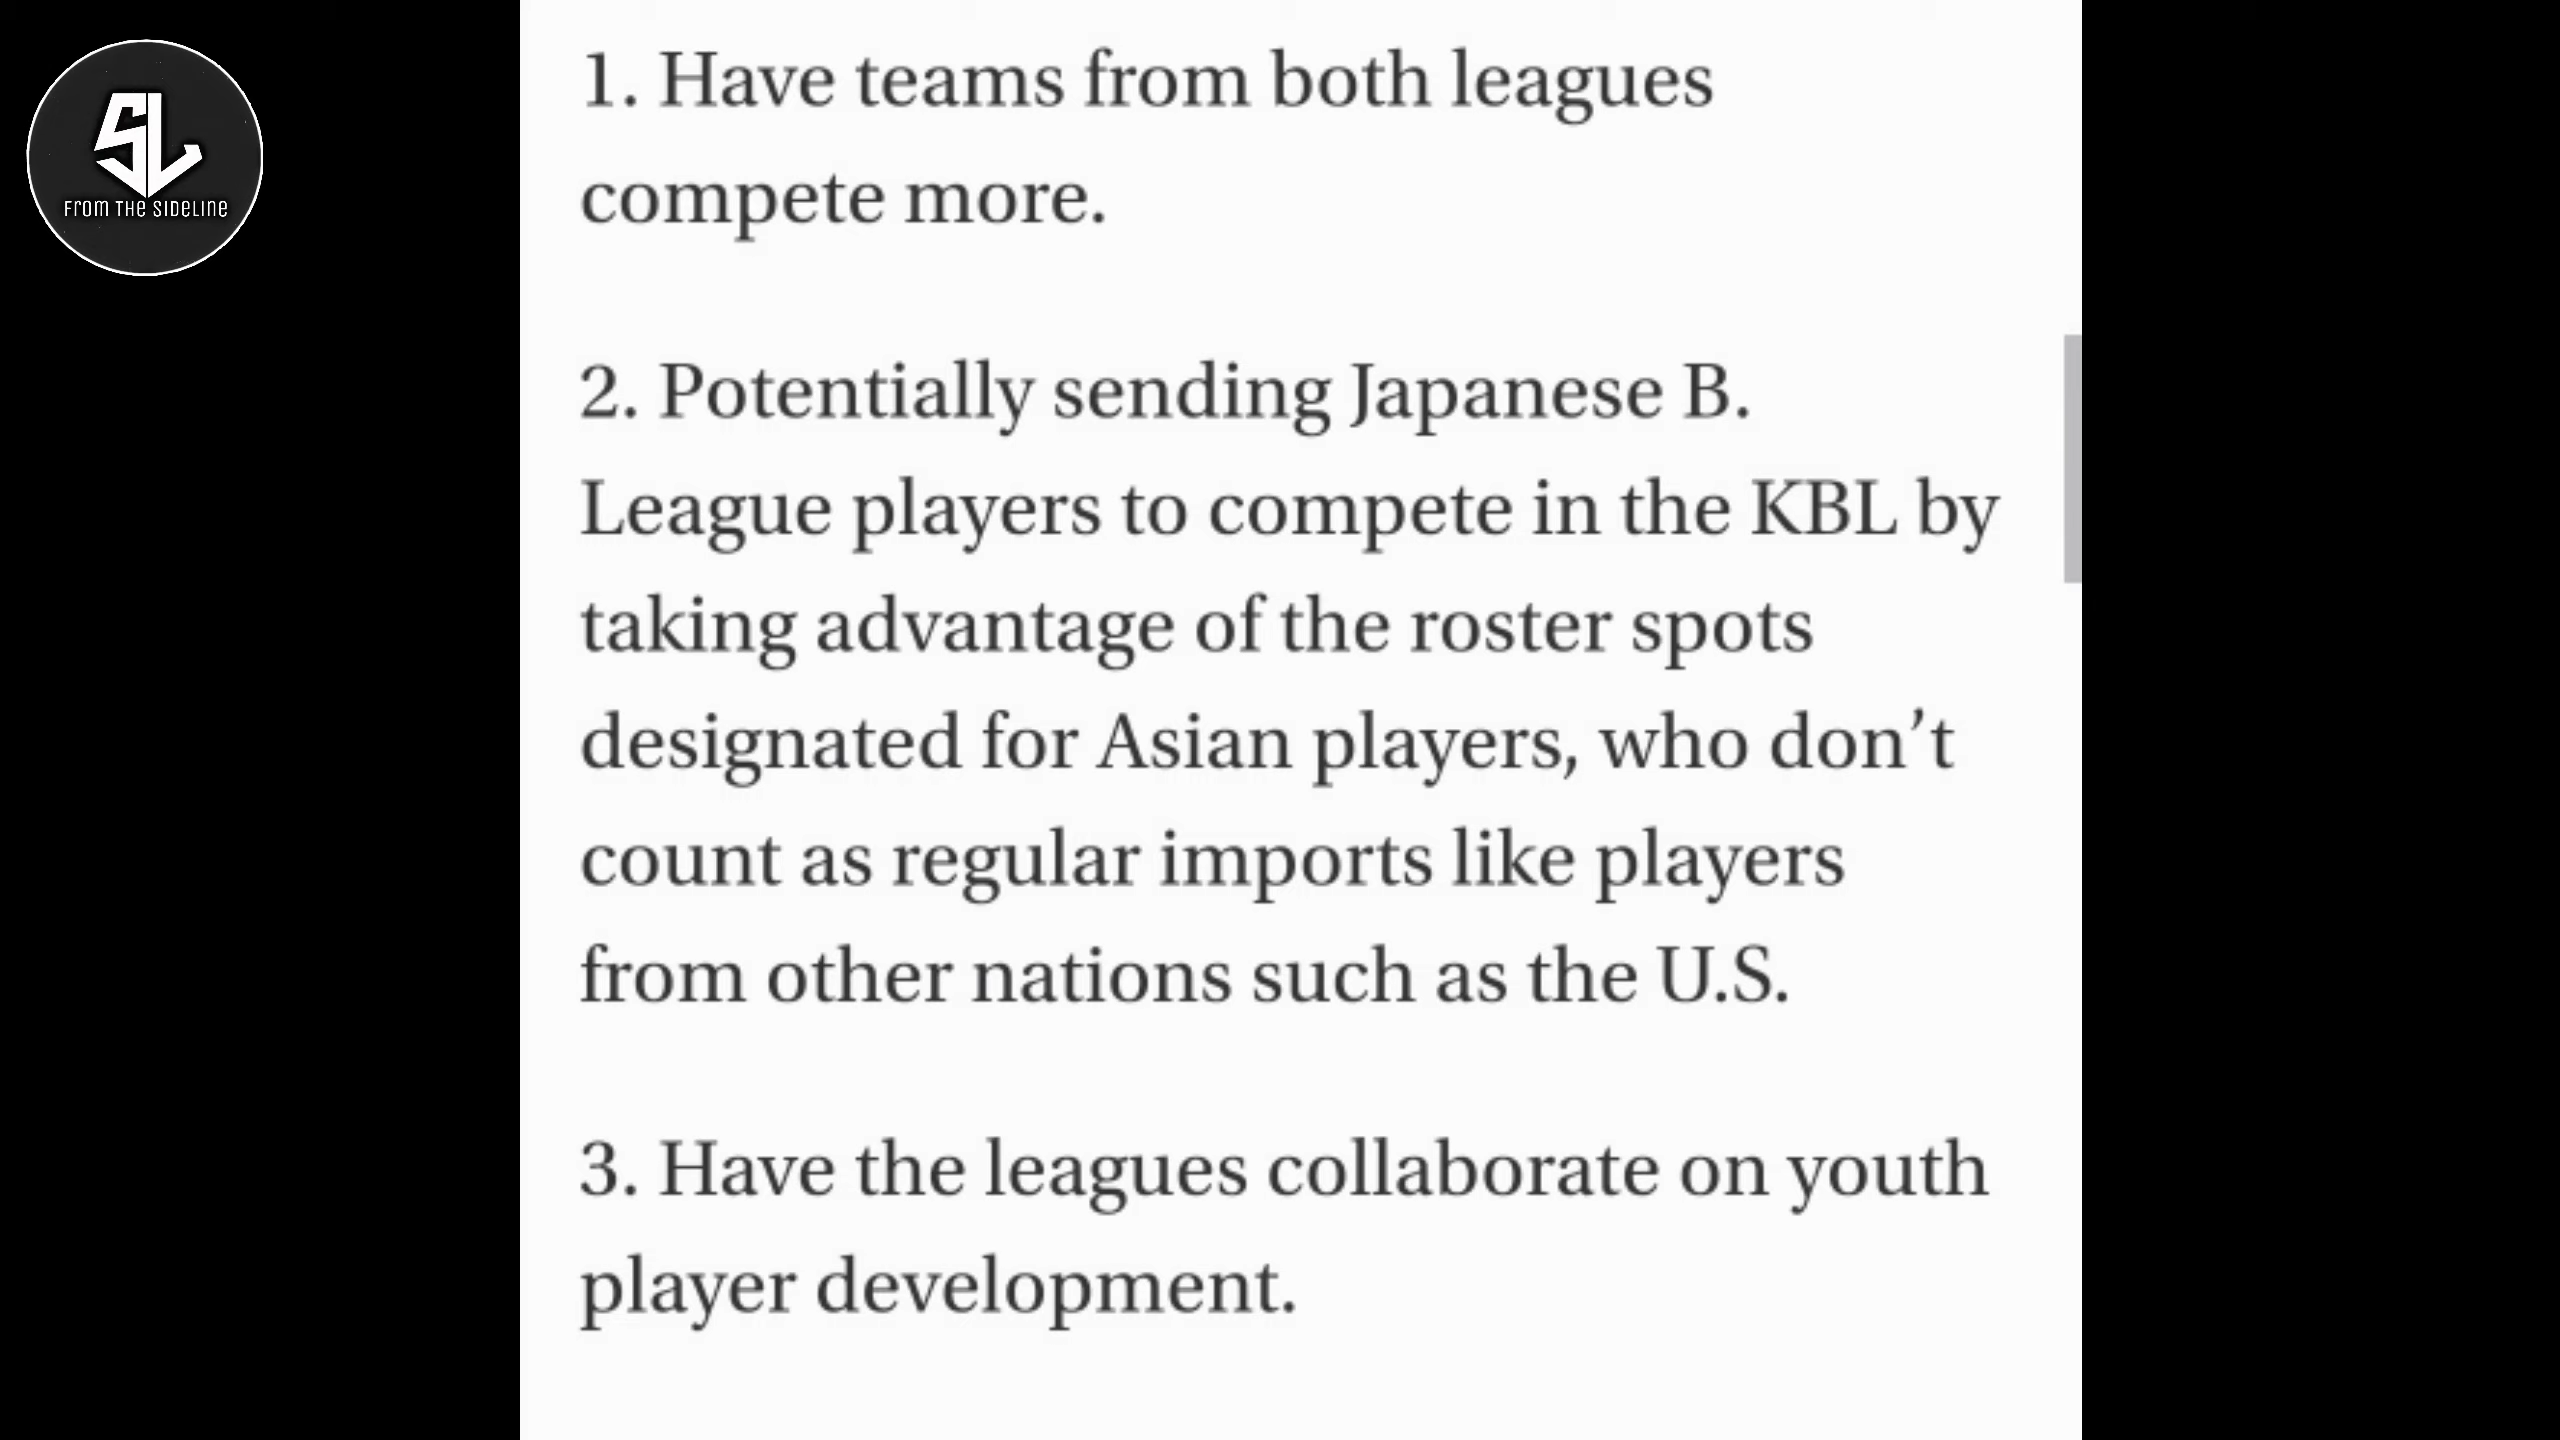 SL
FROM THE SIDELINE
1. Have teams from both leagues
compete more.
2. Potentially sending Japanese B.
League players to compete in the KBL by
taking advantage of the roster spots
designated for Asian players, who don’t
count as regular imports like players
from other nations such as the U.S.
3. Have the leagues collaborate on youth
player development.